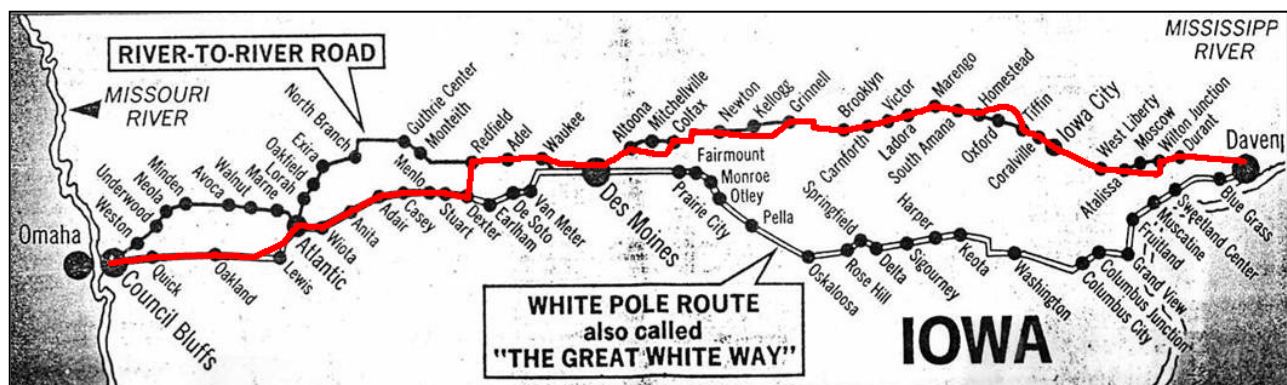 MISSISSIPP
RIVER
RIVER-TO-RIVER ROAD
MISSOURI
RIVER
North Branch
Guthrie Center
Monteith
Redfield
Adel
Waukee
Altoona
Mitchellville
Colfax
Newton
Kellogg
Grinnell
Brooklyn
Victor
Marengo
Homestead
Tiffin
Iowa City
West Liberty
Moscow
Wilton Junction
Durant
Daven
Omaha
Weston
Underwood
Neola
Minden
Avoca
Walnut
Marne
Lorah
Oakfield
Exira
Menlo
Fairmount
Monroe
Otley
Carnforth
Ladora
South Amana
Oxford
Coralville
Atalissa
Council Bluffs
Quick
Oakland
Lewis
Atlantic
Wiota
Anita
Adair
Casey
Stuart
Dexter
Earlham
De Soto
Van Meter
Des Moines
Prairie City
Pella
Oskaloosa
Springfield
Rose Hill
Delta
Harper
Sigourney
Keota
Washington
Columbus City
Columbus Junction
Grand View
Fruitland
Muscatine
Sweetland Center
Blue Grass
WHITE POLE ROUTE
also called
"THE GREAT WHITE WAY"
IOWA